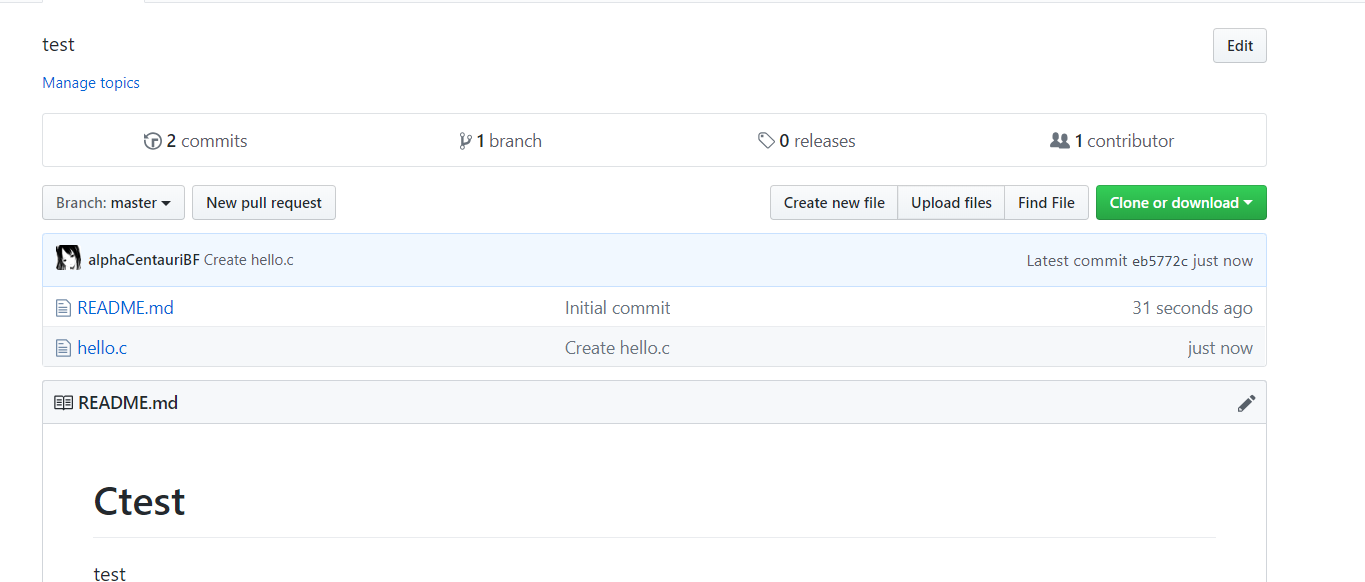 test
Edit
Manage topics
2 commits 1 branch 0 releases 1 contributor
Branch: master New pull request Create new file Upload files Find File Clone or download
alphaCentauriBF Create hello.c Latest commit eb5772c just now
README.md Initial commit 31 seconds ago
hello.c Create hello.c just now
README.md
Ctest
test